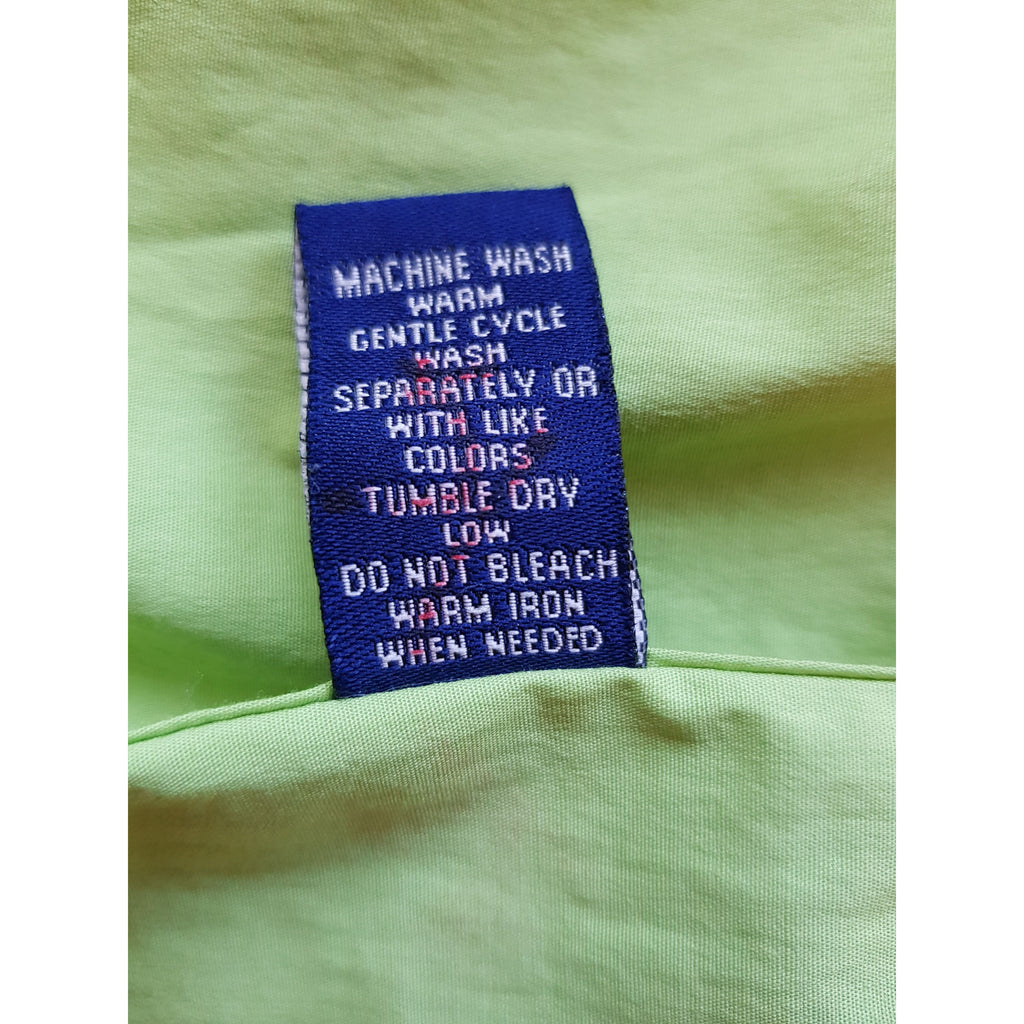 MACHINE WASH
WARM
GENTLE CYCLE
WASH
SEPARATELY OR
WITH LIKE
COLORS
TUMBLE DRY
LOW
DO NOT BLEACH
WARM IRON
WHEN NEEDED